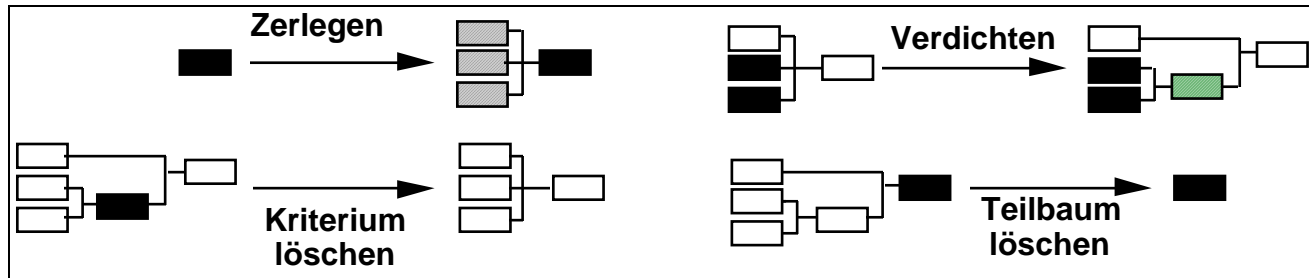 Zerlegen
Verdichten
Kriterium
löschen
Teilbaum
löschen